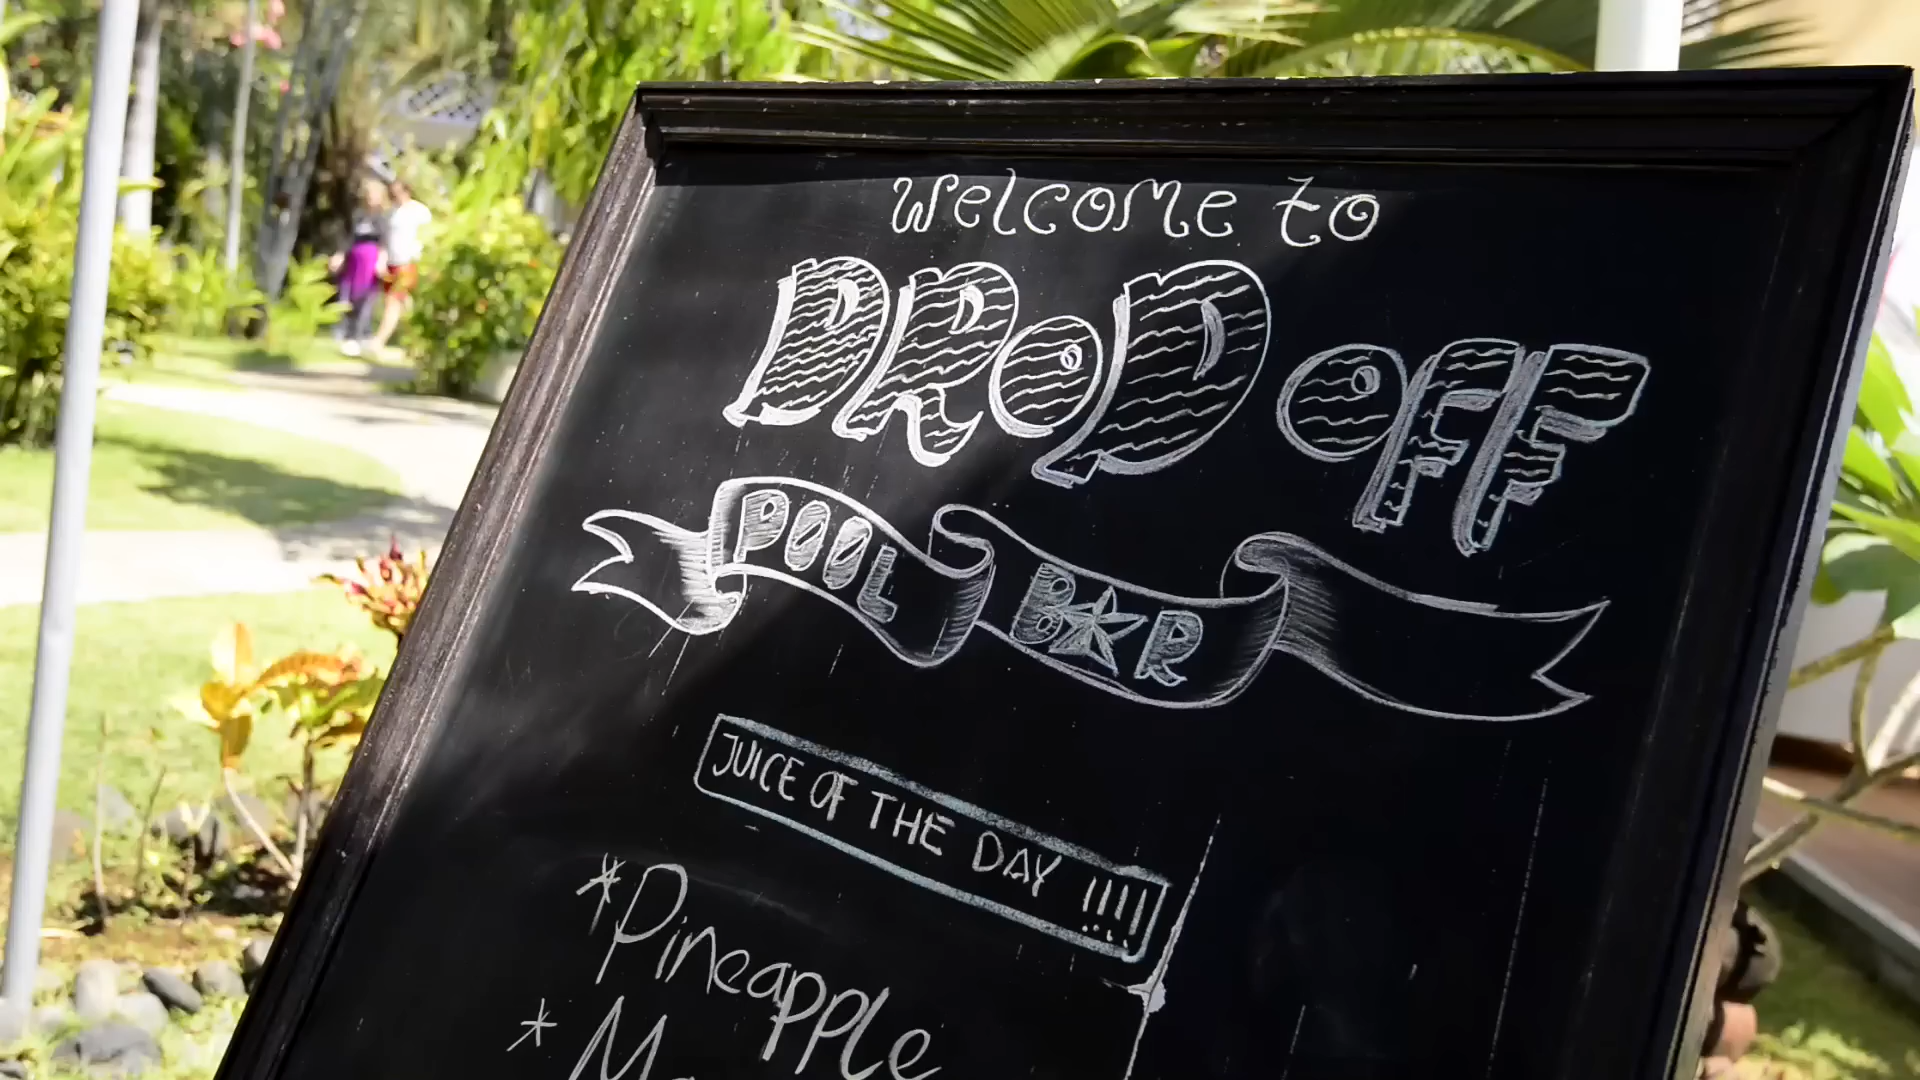 welcome to
DROP OFF
POOL BAR
JUICE OF THE DAY !!!!
*Pineapple
*